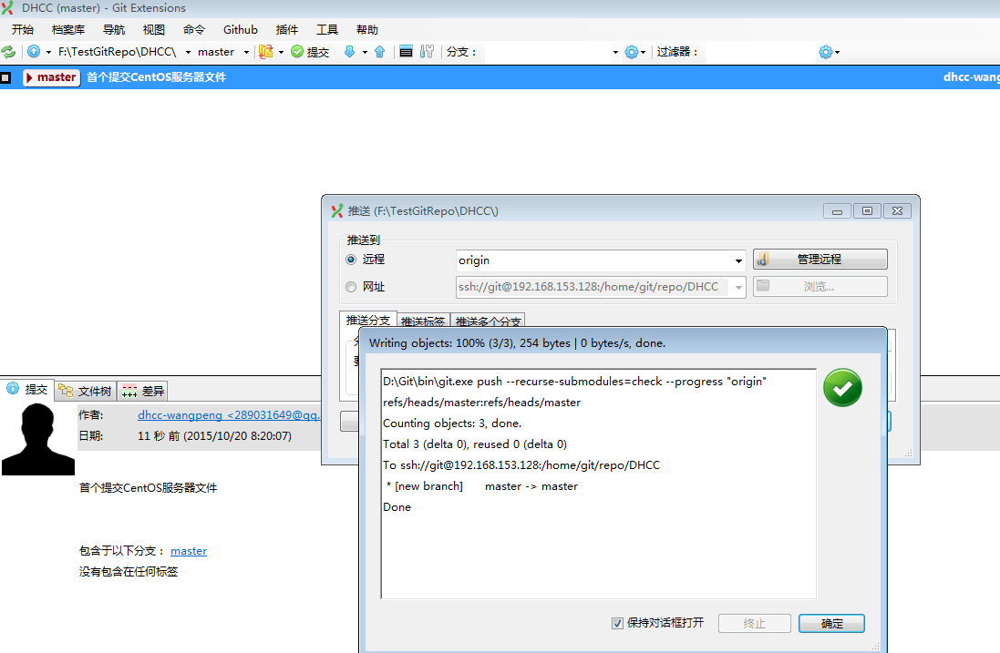 DHCC (master) - Git Extensions
开始 档案库 导航 视图 命令 Github 插件 工具 帮助
F:\TestGitRepo\DHCC\ master 提交 分支： 过滤器：
master 首个提交CentOS服务器文件 dhcc-wang
推送 (F:\TestGitRepo\DHCC\)
推送到
远程 origin 管理远程
网址 ssh://git@192.168.153.128:/home/git/repo/DHCC 浏览...
推送分支 推送标签 推送多个分支
Writing objects: 100% (3/3), 254 bytes | 0 bytes/s, done.
D:\Git\bin\git.exe push --recurse-submodules=check --progress "origin"
refs/heads/master:refs/heads/master
Counting objects: 3, done.
Total 3 (delta 0), reused 0 (delta 0)
To ssh://git@192.168.153.128:/home/git/repo/DHCC
* [new branch] master -> master
Done
保持对话框打开 终止 确定
提交 文件树 差异
作者: dhcc-wangpeng <289031649@qq.
日期: 11 秒 前 (2015/10/20 8:20:07)
首个提交CentOS服务器文件
包含于以下分支： master
没有包含在任何标签